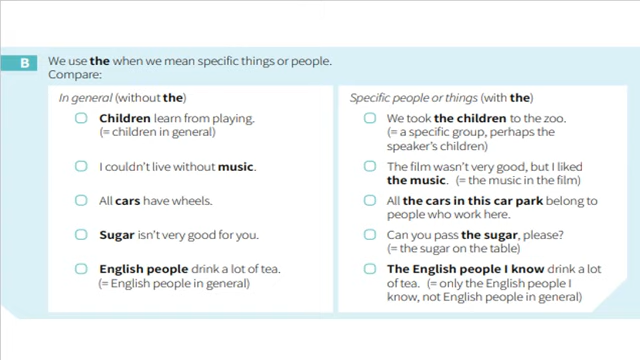 B
We use the when we mean specific things or people.
Compare:
In general (without the)
Children learn from playing.
(= children in general)
I couldn't live without music.
All cars have wheels.
Sugar isn't very good for you.
English people drink a lot of tea.
(= English people in general)
Specific people or things (with the)
We took the children to the zoo.
(= a specific group, perhaps the
speaker's children)
The film wasn't very good, but I liked
the music. (= the music in the film)
All the cars in this car park belong to
people who work here.
Can you pass the sugar, please?
(= the sugar on the table)
The English people I know drink a lot
of tea. (= only the English people I
know, not English people in general)